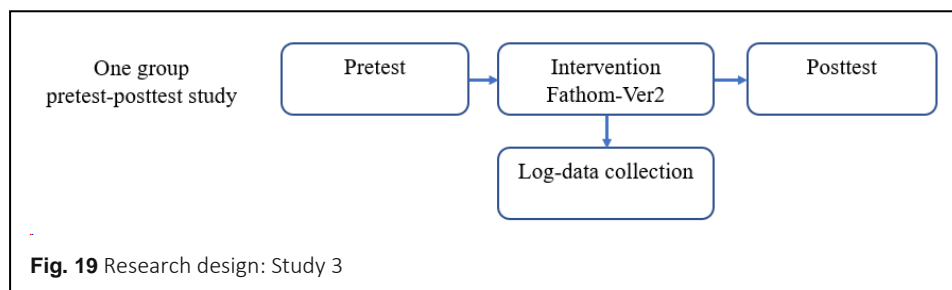 One group
pretest-posttest study
Pretest
Intervention
Fathom-Ver2
Posttest
Log-data collection
Fig. 19 Research design: Study 3